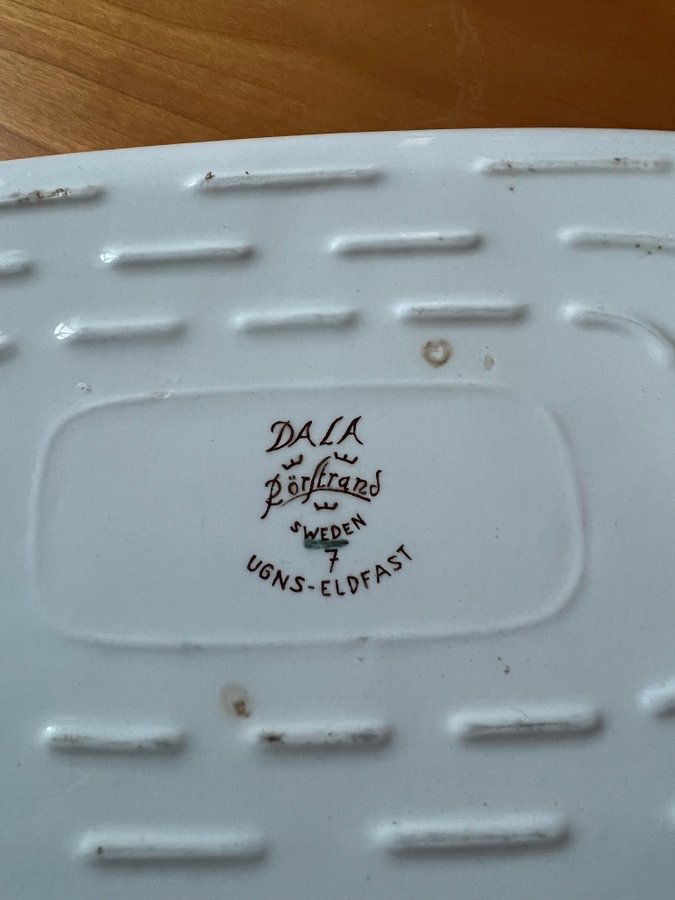 DALA
Rörstrand
SWEDEN
7
UGNS-ELDFAST